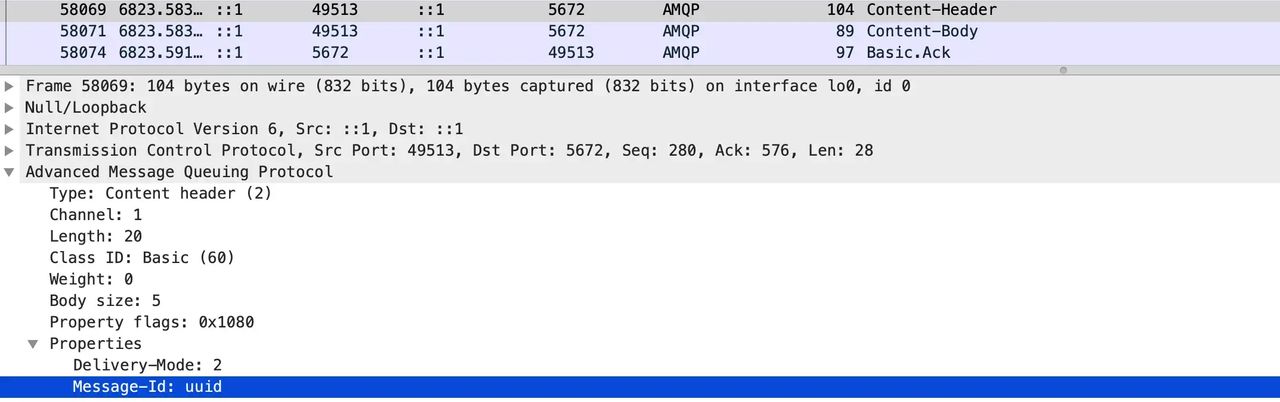 58069 6823.583… ::1 49513 ::1 5672 AMQP 104 Content-Header
58071 6823.583… ::1 49513 ::1 5672 AMQP 89 Content-Body
58074 6823.591… ::1 5672 ::1 49513 AMQP 97 Basic.Ack
Frame 58069: 104 bytes on wire (832 bits), 104 bytes captured (832 bits) on interface lo0, id 0
Null/Loopback
Internet Protocol Version 6, Src: ::1, Dst: ::1
Transmission Control Protocol, Src Port: 49513, Dst Port: 5672, Seq: 280, Ack: 576, Len: 28
Advanced Message Queuing Protocol
Type: Content header (2)
Channel: 1
Length: 20
Class ID: Basic (60)
Weight: 0
Body size: 5
Property flags: 0x1080
Properties
Delivery-Mode: 2
Message-Id: uuid